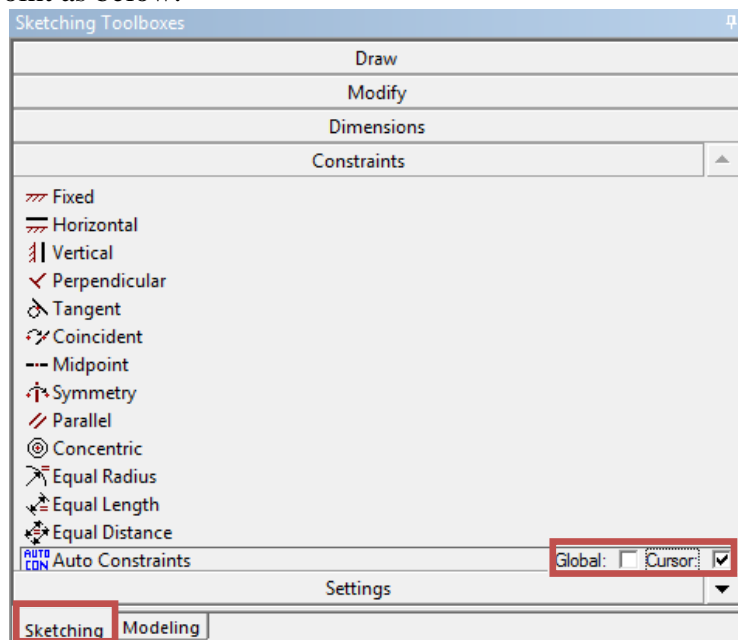 Sketching Toolboxes
Draw
Modify
Dimensions
Constraints
Fixed
Horizontal
Vertical
Perpendicular
Tangent
Coincident
Midpoint
Symmetry
Parallel
Concentric
Equal Radius
Equal Length
Equal Distance
AUTO CON Auto Constraints Global: Cursor:
Settings
Sketching Modeling